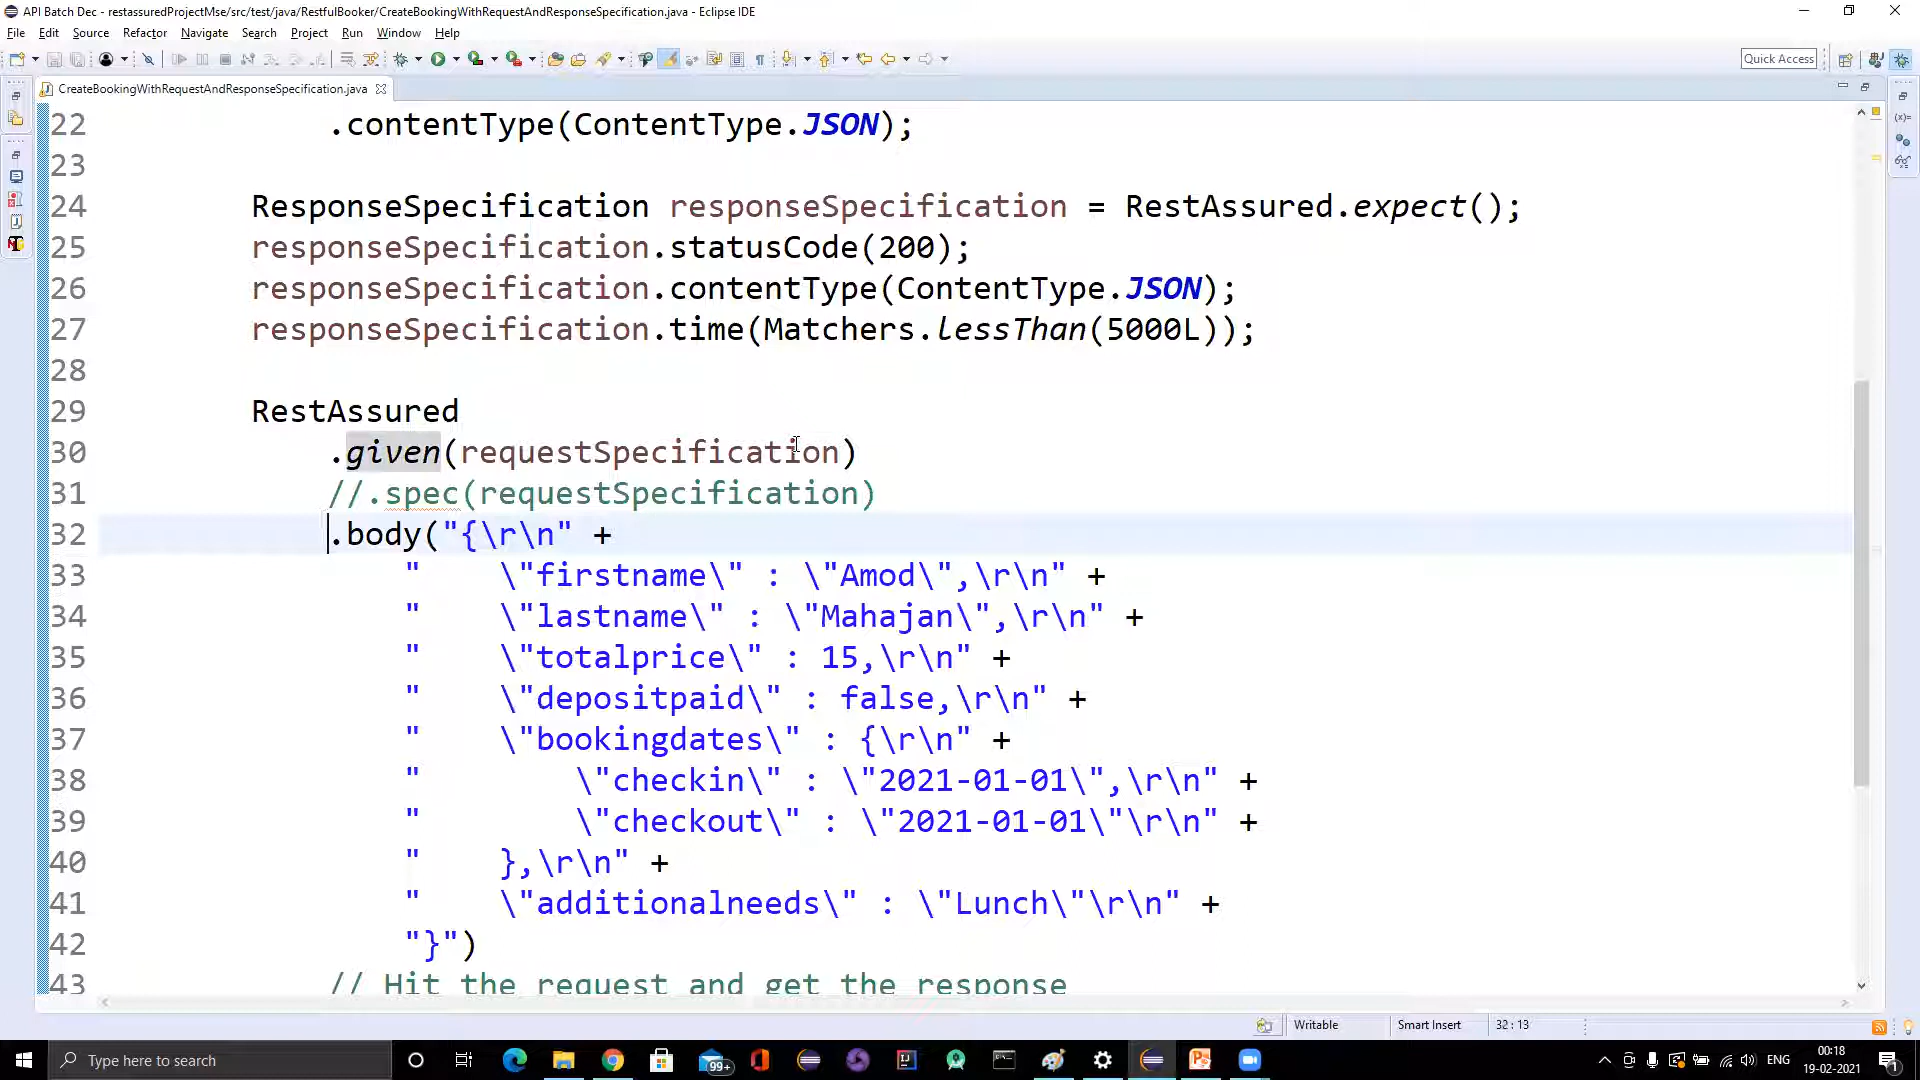 API Batch Dec - restassuredProjectMse/src/test/java/RestfulBooker/CreateBookingWithRequestAndResponseSpecification.java - Eclipse IDE
File Edit Source Refactor Navigate Search Project Run Window Help
Quick Access
CreateBookingWithRequestAndResponseSpecification.java
22 .contentType(ContentType.JSON);
23
24 ResponseSpecification responseSpecification = RestAssured.expect();
25 responseSpecification.statusCode(200);
26 responseSpecification.contentType(ContentType.JSON);
27 responseSpecification.time(Matchers.lessThan(5000L));
28
29 RestAssured
30 .given(requestSpecification)
31 //.spec(requestSpecification)
32 .body("{\r\n" +
33 "    \"firstname\" : \"Amod\",\r\n" +
34 "    \"lastname\" : \"Mahajan\",\r\n" +
35 "    \"totalprice\" : 15,\r\n" +
36 "    \"depositpaid\" : false,\r\n" +
37 "    \"bookingdates\" : {\r\n" +
38 "        \"checkin\" : \"2021-01-01\",\r\n" +
39 "        \"checkout\" : \"2021-01-01\"\r\n" +
40 "    },\r\n" +
41 "    \"additionalneeds\" : \"Lunch\"\r\n" +
42 "}")
43 // Hit the request and get the response
Writable Smart Insert 32 : 13
Type here to search
99+
ENG
00:18
19-02-2021